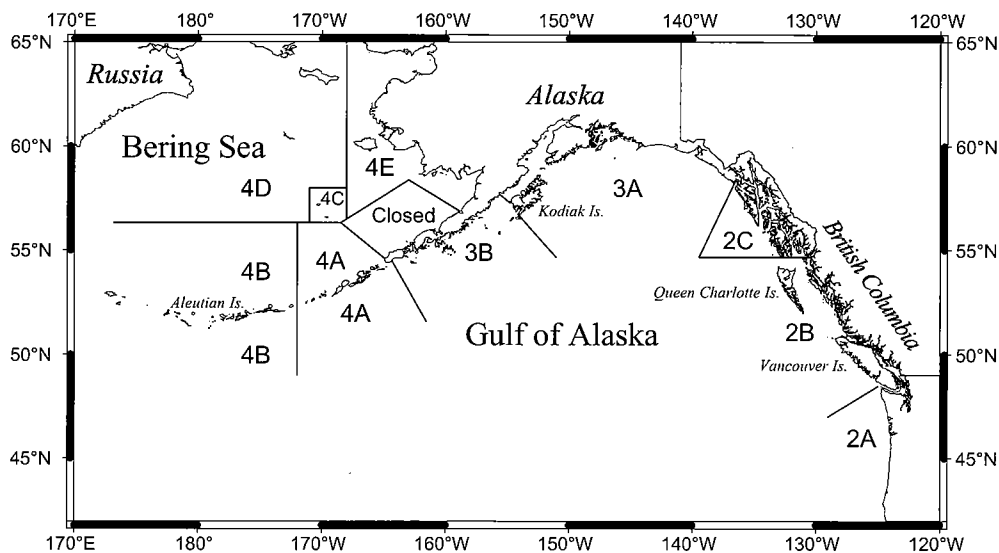 170°E 180° 170°W 160°W 150°W 140°W 130°W 120°W
65°N 65°N
Russia
Alaska
60°N 60°N
Bering Sea
4E
4D 4C 3A
Closed Kodiak Is.
55°N 55°N
4B 4A 3B 2C
British Columbia
Aleutian Is. 4A Queen Charlotte Is.
Gulf of Alaska 2B
50°N 50°N
4B Vancouver Is.
2A
45°N 45°N
170°E 180° 170°W 160°W 150°W 140°W 130°W 120°W